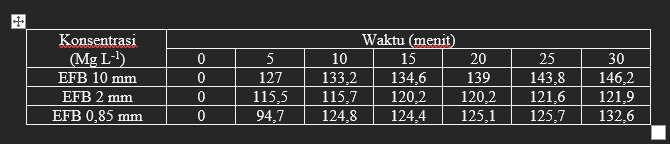 Konsentrasi Waktu (menit)
(Mg L-1) 0 5 10 15 20 25 30
EFB 10 mm 0 127 133,2 134,6 139 143,8 146,2
EFB 2 mm 0 115,5 115,7 120,2 120,2 121,6 121,9
EFB 0,85 mm 0 94,7 124,8 124,4 125,1 125,7 132,6